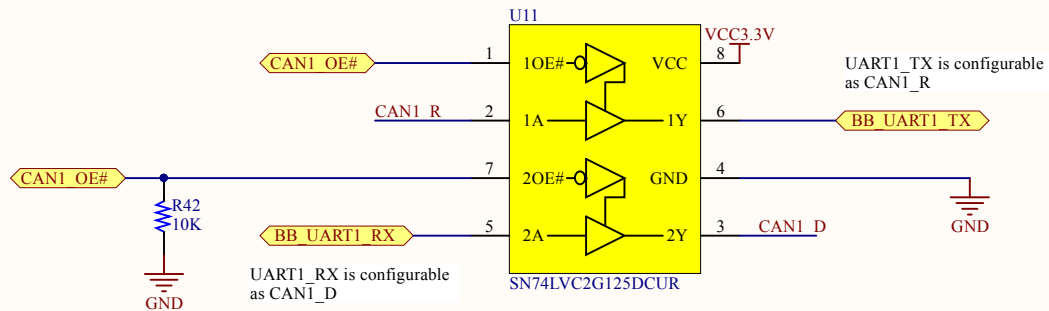 U11
VCC3.3V
CAN1_OE#
1
1OE#
VCC
8
UART1_TX is configurable
as CAN1_R
CAN1_R
2
1A
1Y
6
BB_UART1_TX
CAN1_OE#
7
2OE#
GND
4
R42
10K
GND
BB_UART1_RX
5
2A
2Y
3
CAN1_D
UART1_RX is configurable
as CAN1_D
GND
SN74LVC2G125DCUR